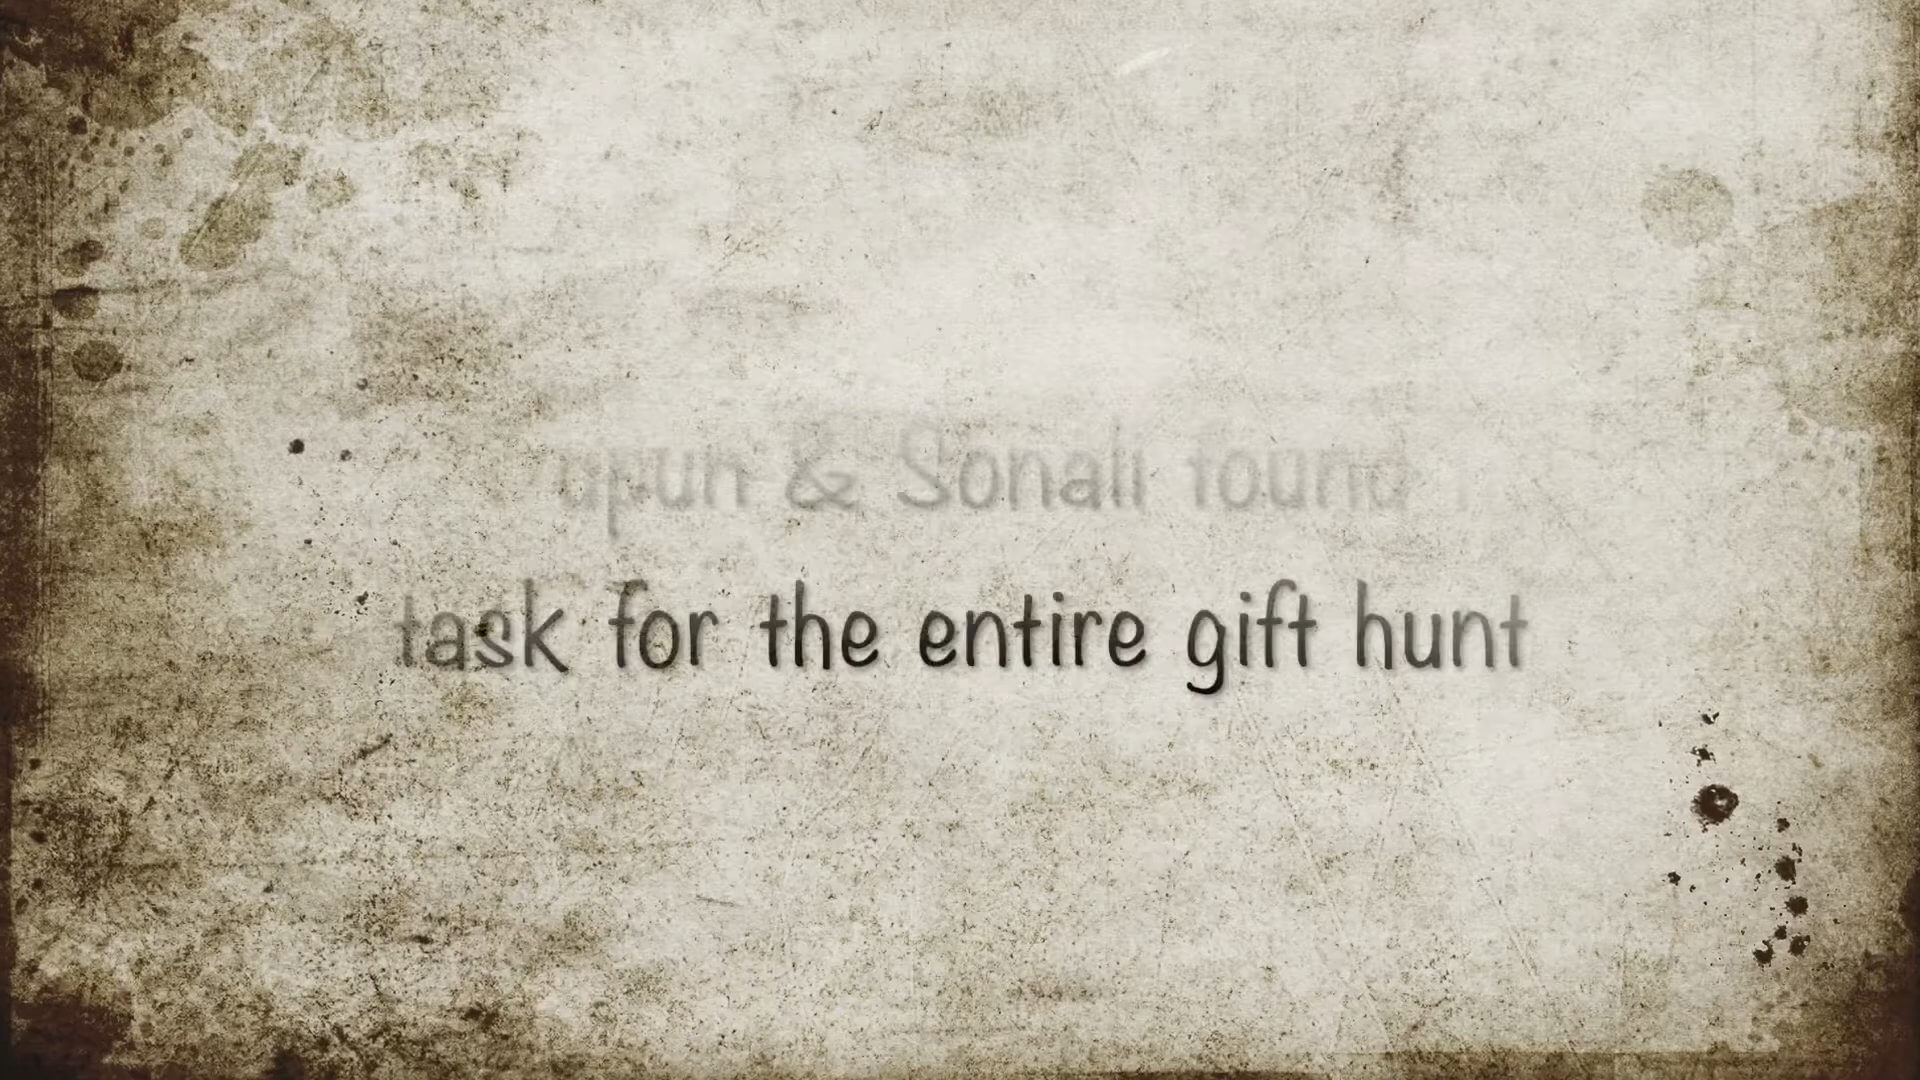 & Sonali found
task for the entire gift hunt